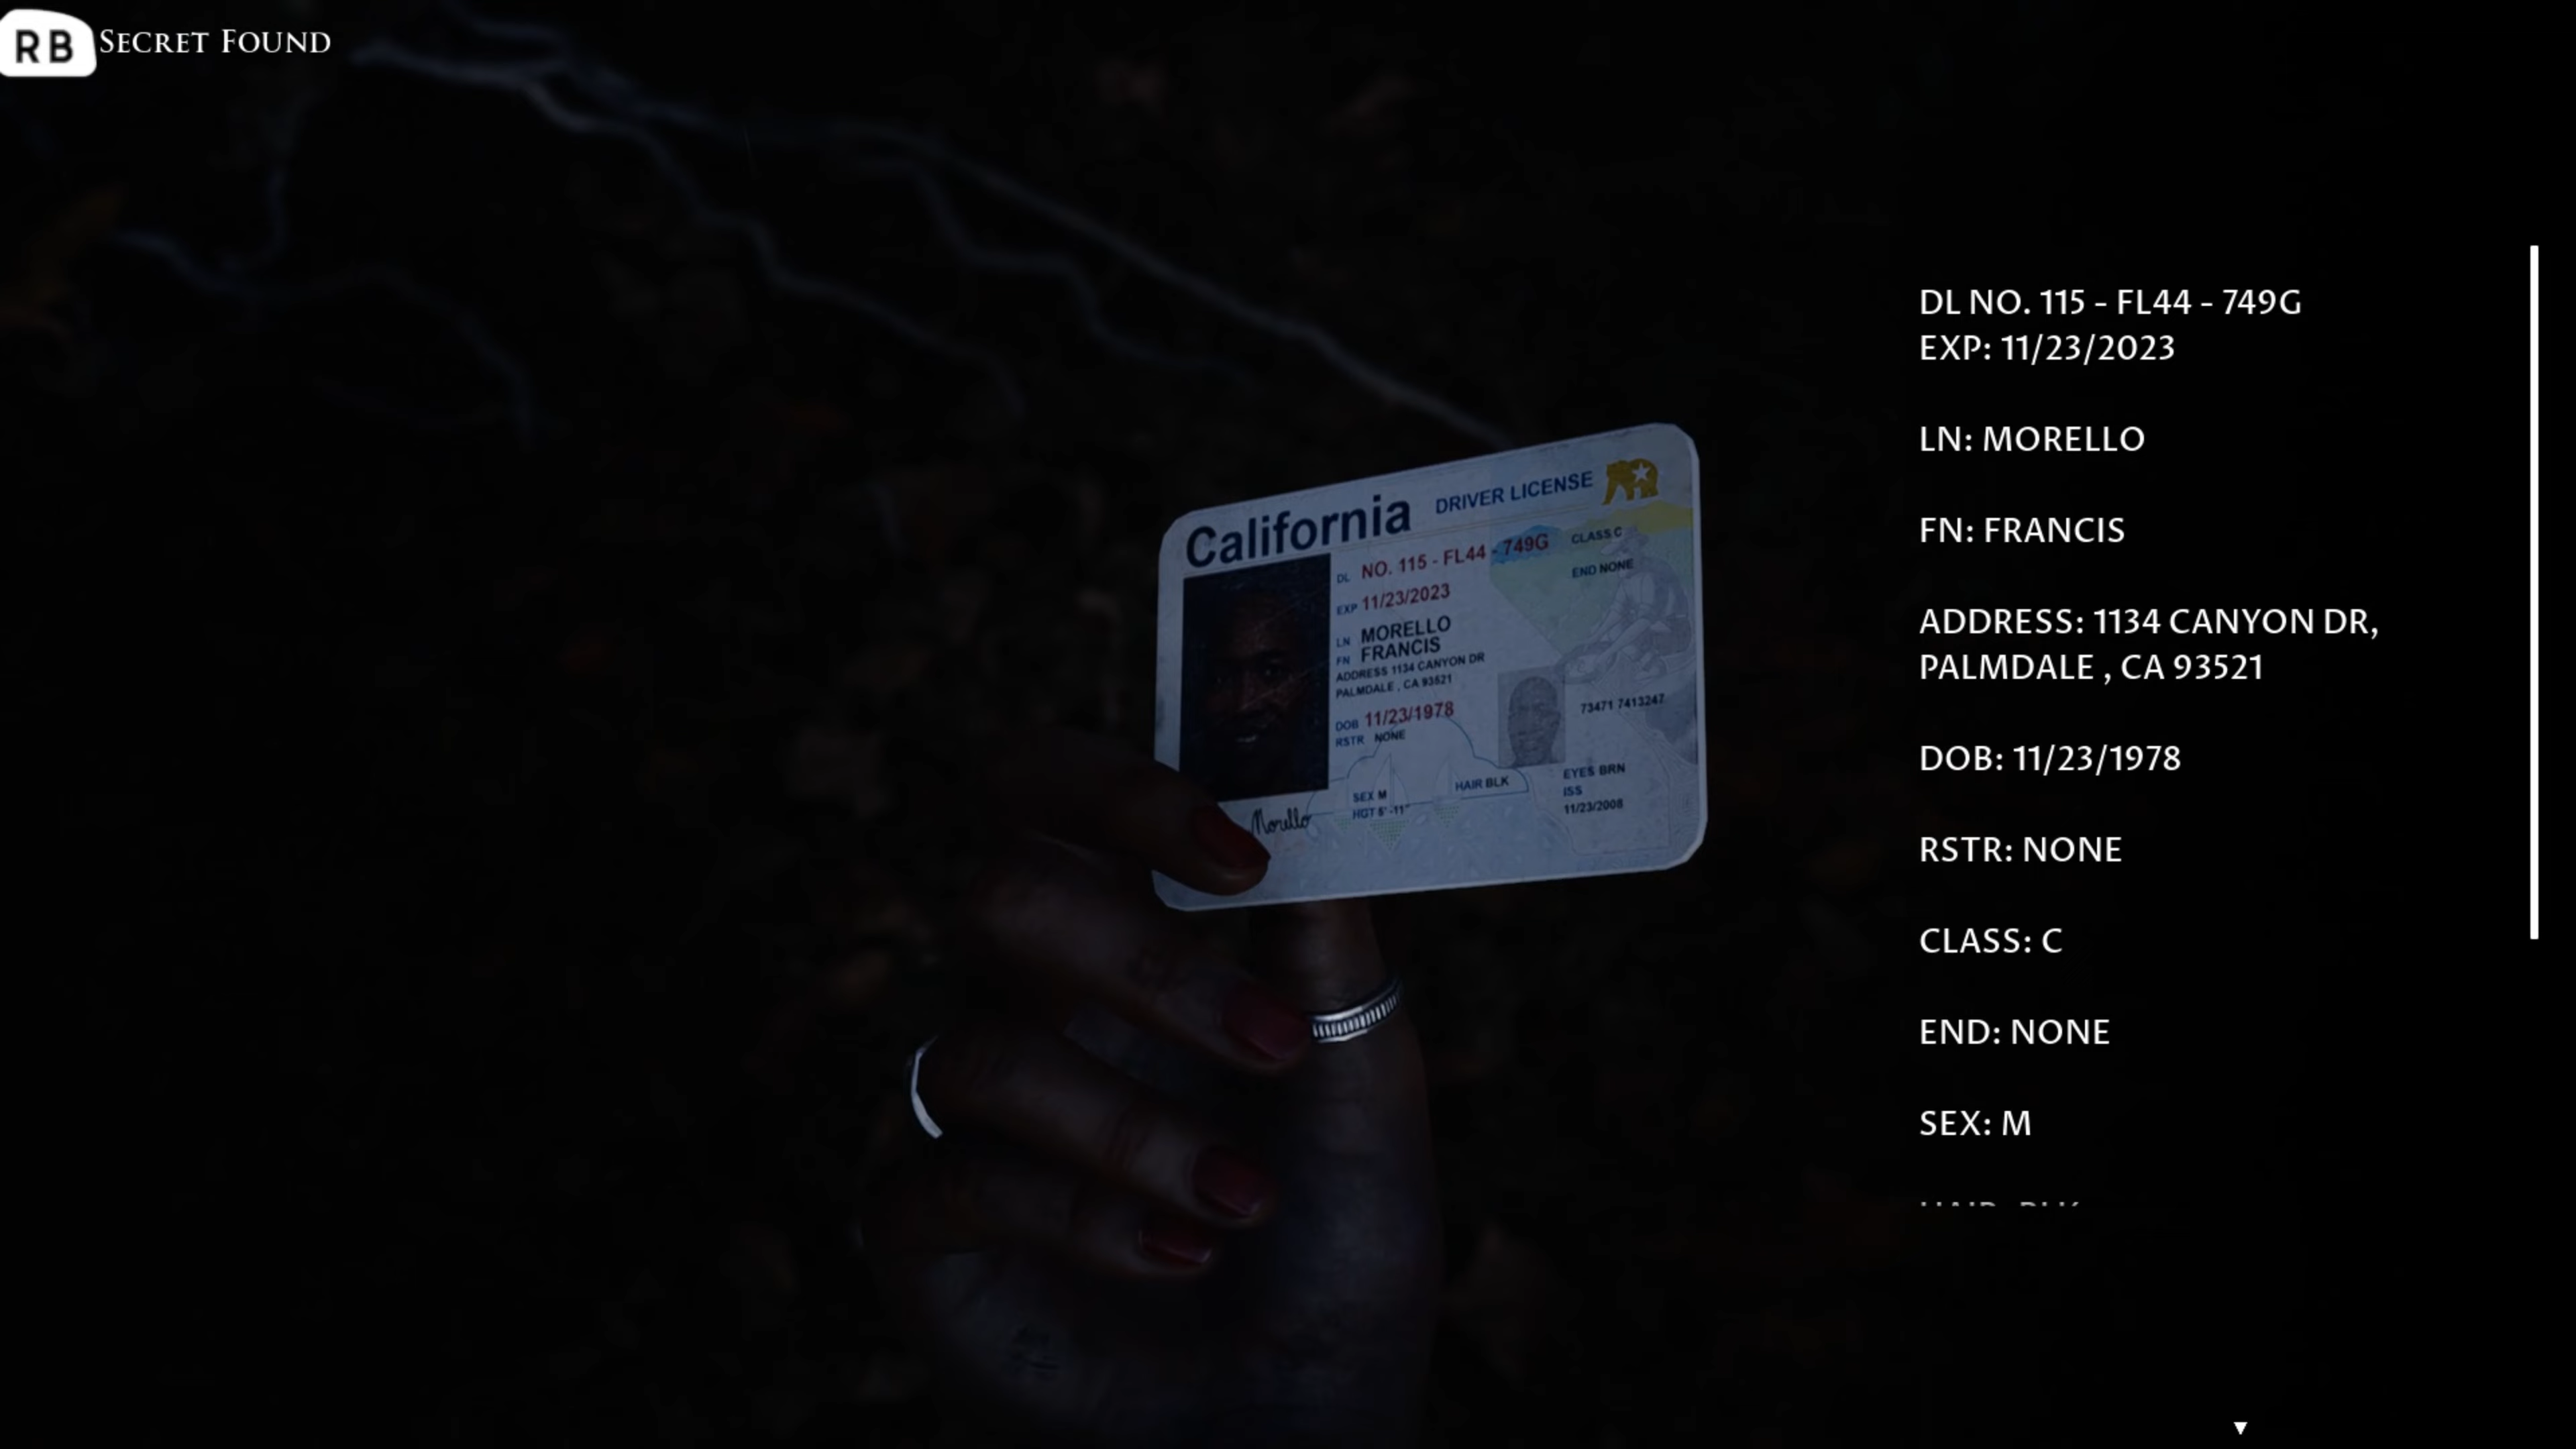 RB SECRET FOUND
California DRIVER LICENSE
DL NO. 115 - FL44 - 749G CLASS C
EXP 11/23/2023 END NONE
LN MORELLO
FN FRANCIS
ADDRESS 1134 CANYON DR
PALMDALE , CA 93521
73471 7413247
DOB 11/23/1978
RSTR NONE
SEX M HAIR BLK EYES BRN
HGT 5'-11" ISS
11/23/2008
Morello
DL NO. 115 - FL44 - 749G
EXP: 11/23/2023
LN: MORELLO
FN: FRANCIS
ADDRESS: 1134 CANYON DR,
PALMDALE , CA 93521
DOB: 11/23/1978
RSTR: NONE
CLASS: C
END: NONE
SEX: M